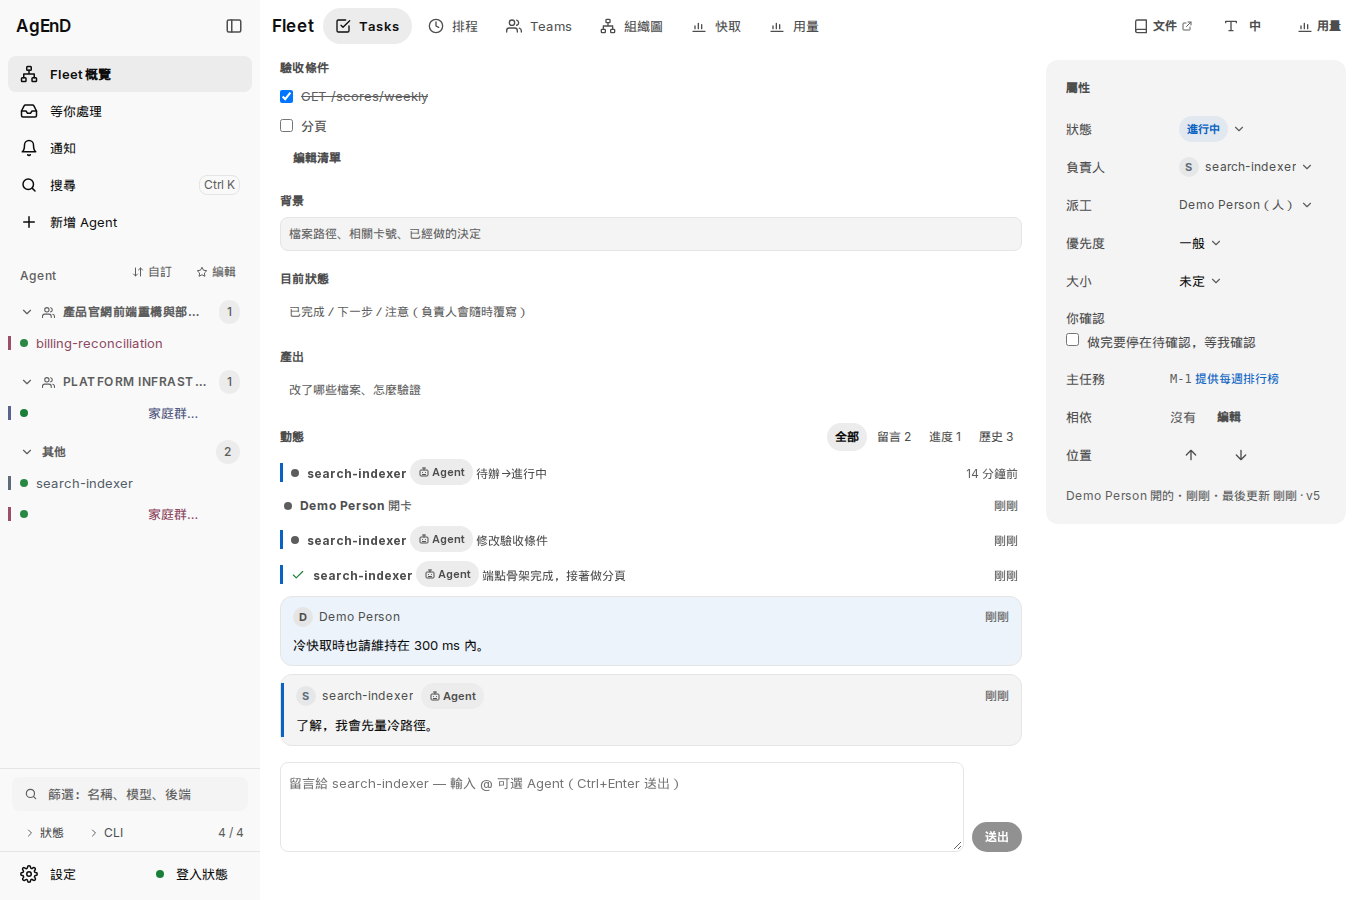 AgEnD
Fleet 概覽
等你處理
通知
搜尋 Ctrl K
新增 Agent
Agent 自訂 編輯
產品官網前端重構與部… 1
billing-reconciliation
PLATFORM INFRAST… 1
家庭群…
其他 2
search-indexer
家庭群…
篩選：名稱、模型、後端
狀態 CLI 4 / 4
設定 登入狀態
Fleet Tasks 排程 Teams 組織圖 快取 用量 文件 中 用量
驗收條件
GET /scores/weekly
分頁
編輯清單
背景
檔案路徑、相關卡號、已經做的決定
目前狀態
已完成 / 下一步 / 注意（負責人會隨時覆寫）
產出
改了哪些檔案、怎麼驗證
動態 全部 留言 2 進度 1 歷史 3
search-indexer Agent 待辦→進行中 14 分鐘前
Demo Person 開卡 剛剛
search-indexer Agent 修改驗收條件 剛剛
search-indexer Agent 端點骨架完成，接著做分頁 剛剛
D Demo Person 剛剛
冷快取時也請維持在 300 ms 內。
S search-indexer Agent 剛剛
了解，我會先量冷路徑。
留言給 search-indexer — 輸入 @ 可選 Agent（Ctrl+Enter 送出）
送出
屬性
狀態 進行中
負責人 S search-indexer
派工 Demo Person（人）
優先度 一般
大小 未定
你確認
做完要停在待確認，等我確認
主任務 M-1 提供每週排行榜
相依 沒有 編輯
位置 ↑ ↓
Demo Person 開的・剛剛・最後更新 剛剛 · v5